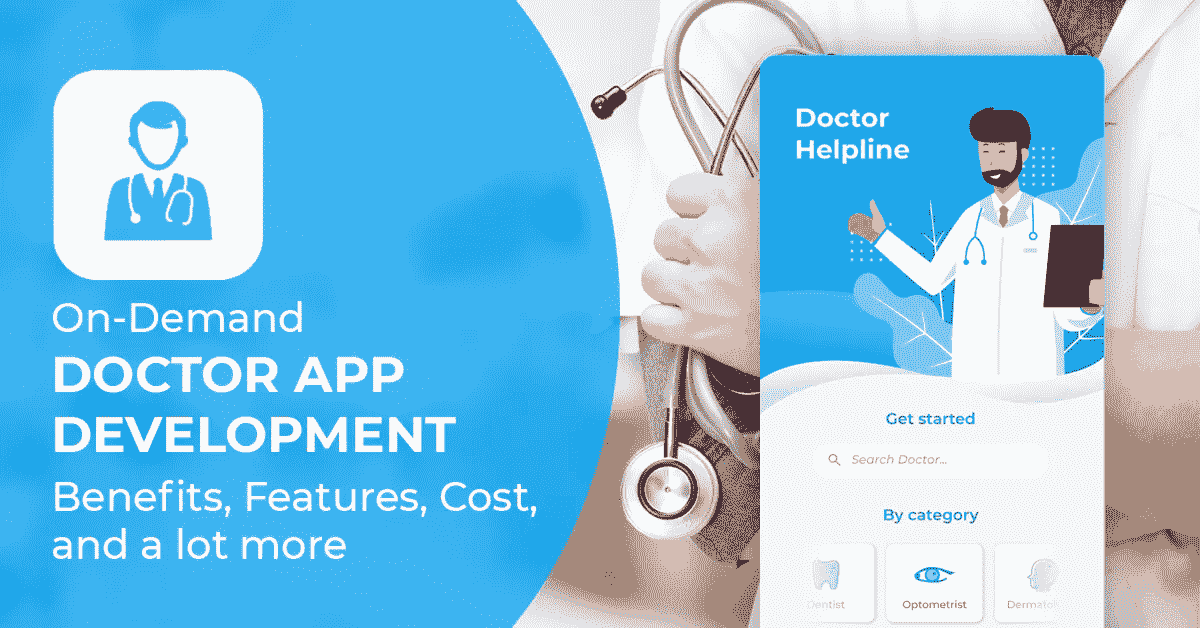 On-Demand
DOCTOR APP
DEVELOPMENT
Benefits, Features, Cost,
and a lot more
Doctor
Helpline
Get started
Search Doctor...
By category
Dentist
Optometrist